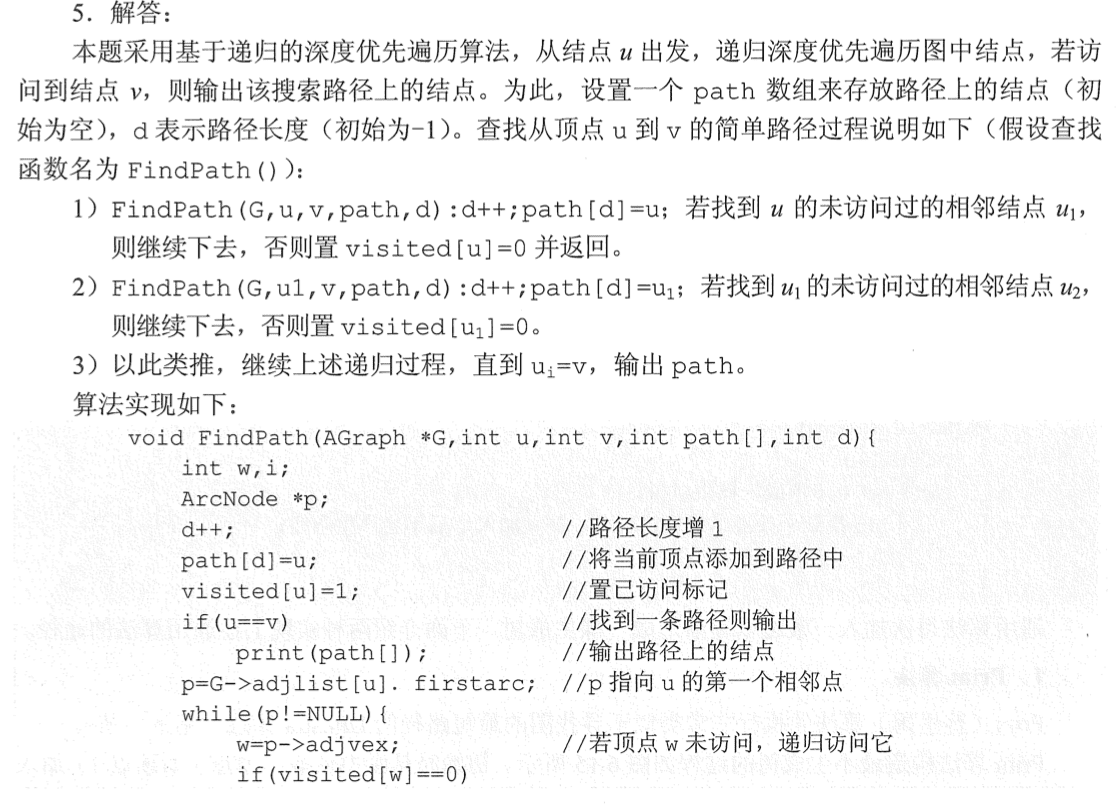 5．解答：
本题采用基于递归的深度优先遍历算法，从结点 u 出发，递归深度优先遍历图中结点，若访
问到结点 v，则输出该搜索路径上的结点。为此，设置一个 path 数组来存放路径上的结点（初
始为空），d 表示路径长度（初始为-1）。查找从顶点 u 到 v 的简单路径过程说明如下（假设查找
函数名为 FindPath()）：
1）FindPath(G,u,v,path,d):d++;path[d]=u；若找到 u 的未访问过的相邻结点 u₁，
则继续下去，否则置 visited[u]=0 并返回。
2）FindPath(G,u1,v,path,d):d++;path[d]=u₁；若找到 u₁ 的未访问过的相邻结点 u₂，
则继续下去，否则置 visited[u₁]=0。
3）以此类推，继续上述递归过程，直到 uᵢ=v，输出 path。
算法实现如下：
void FindPath(AGraph *G,int u,int v,int path[],int d){
int w,i;
ArcNode *p;
d++; //路径长度增 1
path[d]=u; //将当前顶点添加到路径中
visited[u]=1; //置已访问标记
if(u==v) //找到一条路径则输出
print(path[]); //输出路径上的结点
p=G->adjlist[u]. firstarc; //p 指向 u 的第一个相邻点
while(p!=NULL){
w=p->adjvex; //若顶点 w 未访问，递归访问它
if(visited[w]==0)